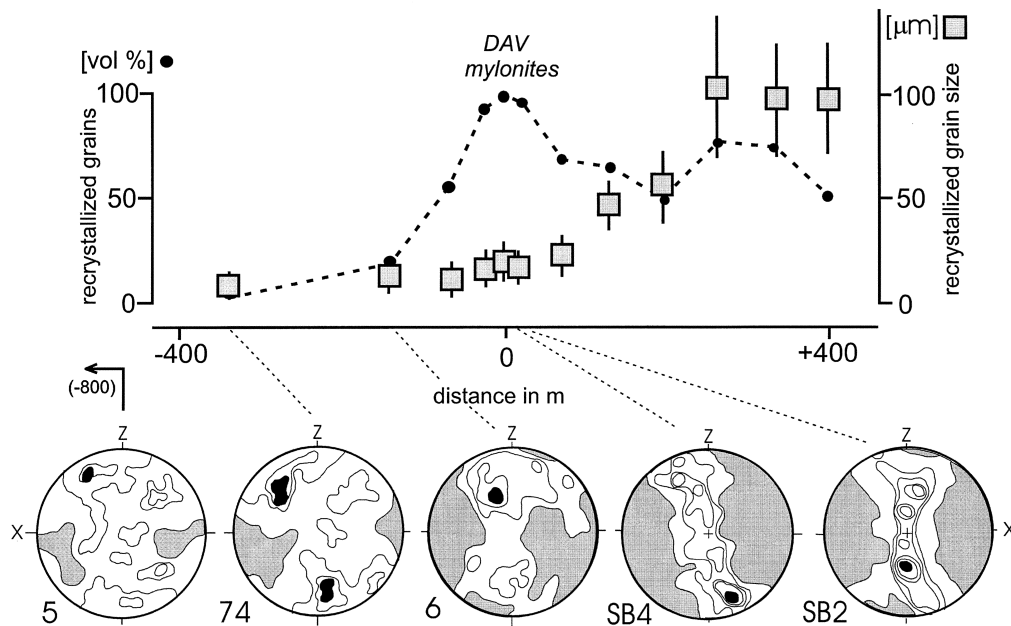 DAV
mylonites
[vol %]
[µm]
recrystallized grains
100
50
0
recrystallized grain size
100
50
0
-400
0
+400
distance in m
(-800)
Z
Z
Z
Z
Z
X
X
5
74
6
SB4
SB2